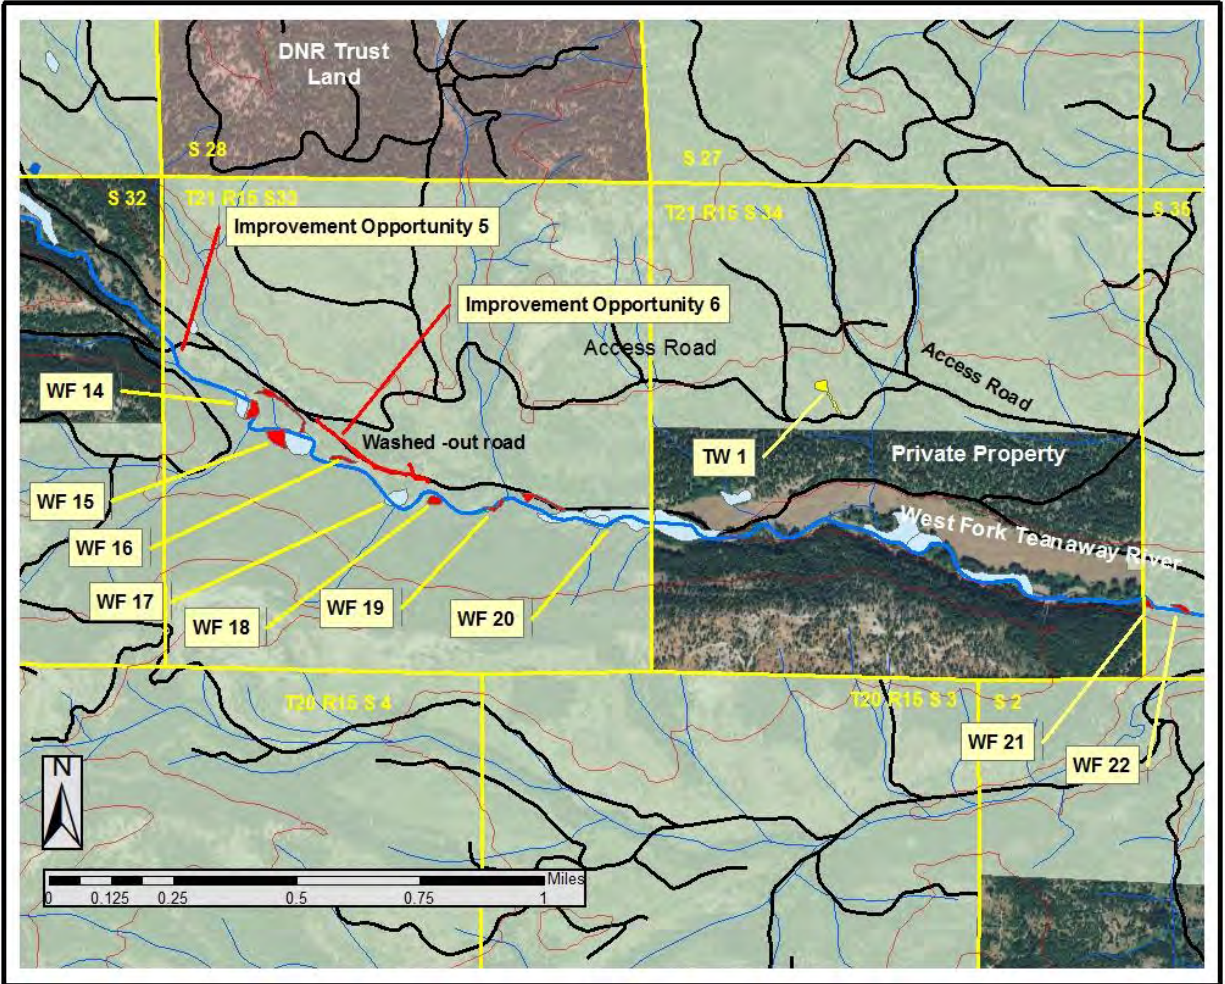 DNR Trust
Land
S 28
S 27
S 32
T21 R15 S33
T21 R15 S 34
S 35
Improvement Opportunity 5
Improvement Opportunity 6
Access Road
Access Road
WF 14
Washed -out road
TW 1
Private Property
WF 15
West Fork Teanaway River
WF 16
WF 17
WF 18
WF 19
WF 20
T20 R15 S 4
T20 R15 S 3
S 2
WF 21
WF 22
N
Miles
0 0.125 0.25 0.5 0.75 1